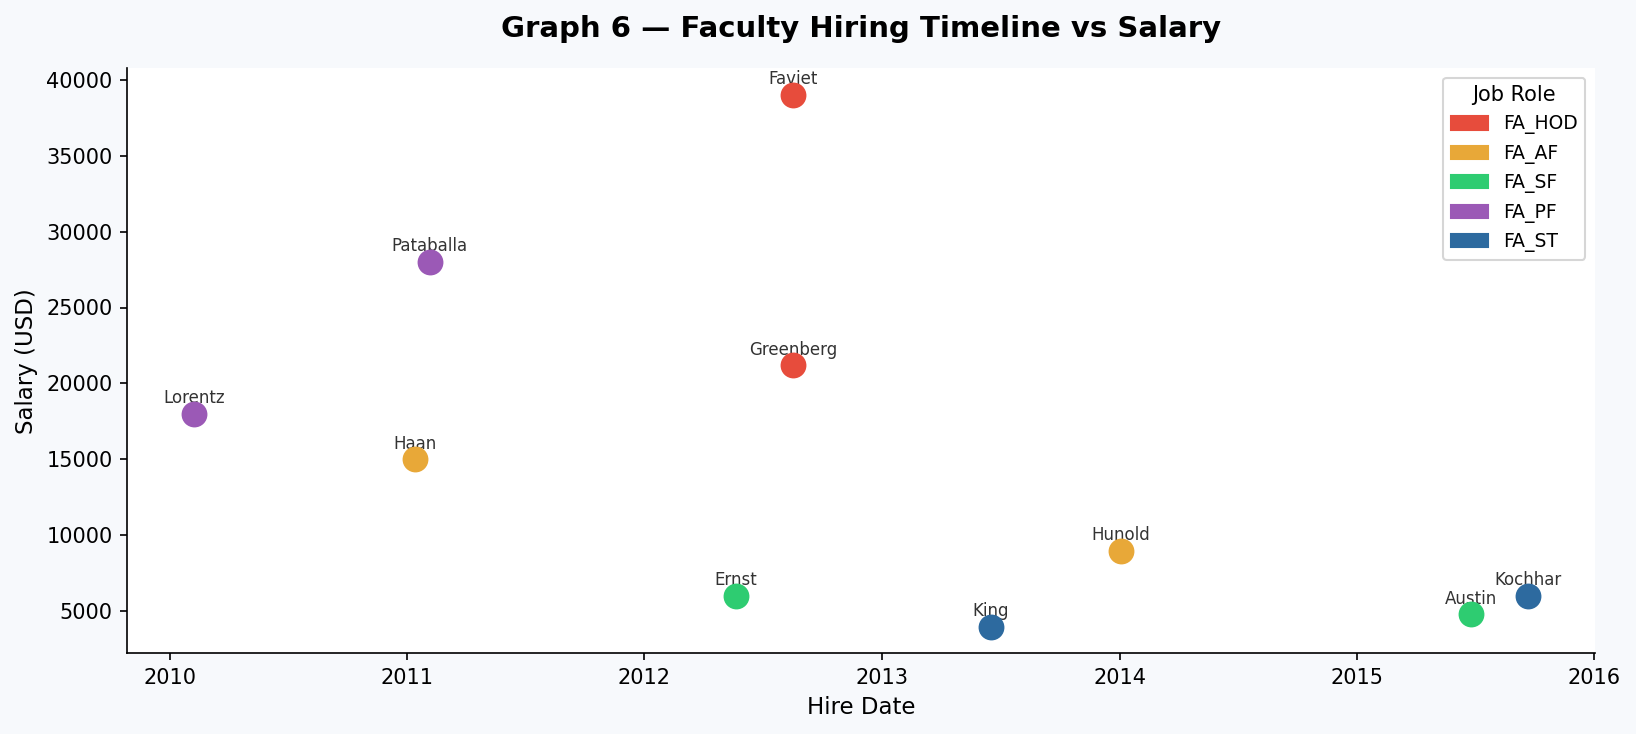 Graph 6 — Faculty Hiring Timeline vs Salary
40000
35000
30000
25000
20000
15000
10000
5000
Salary (USD)
Faviet
Pataballa
Greenberg
Lorentz
Haan
Hunold
Ernst
Kochhar
Austin
King
Job Role
FA_HOD
FA_AF
FA_SF
FA_PF
FA_ST
2010 2011 2012 2013 2014 2015 2016
Hire Date